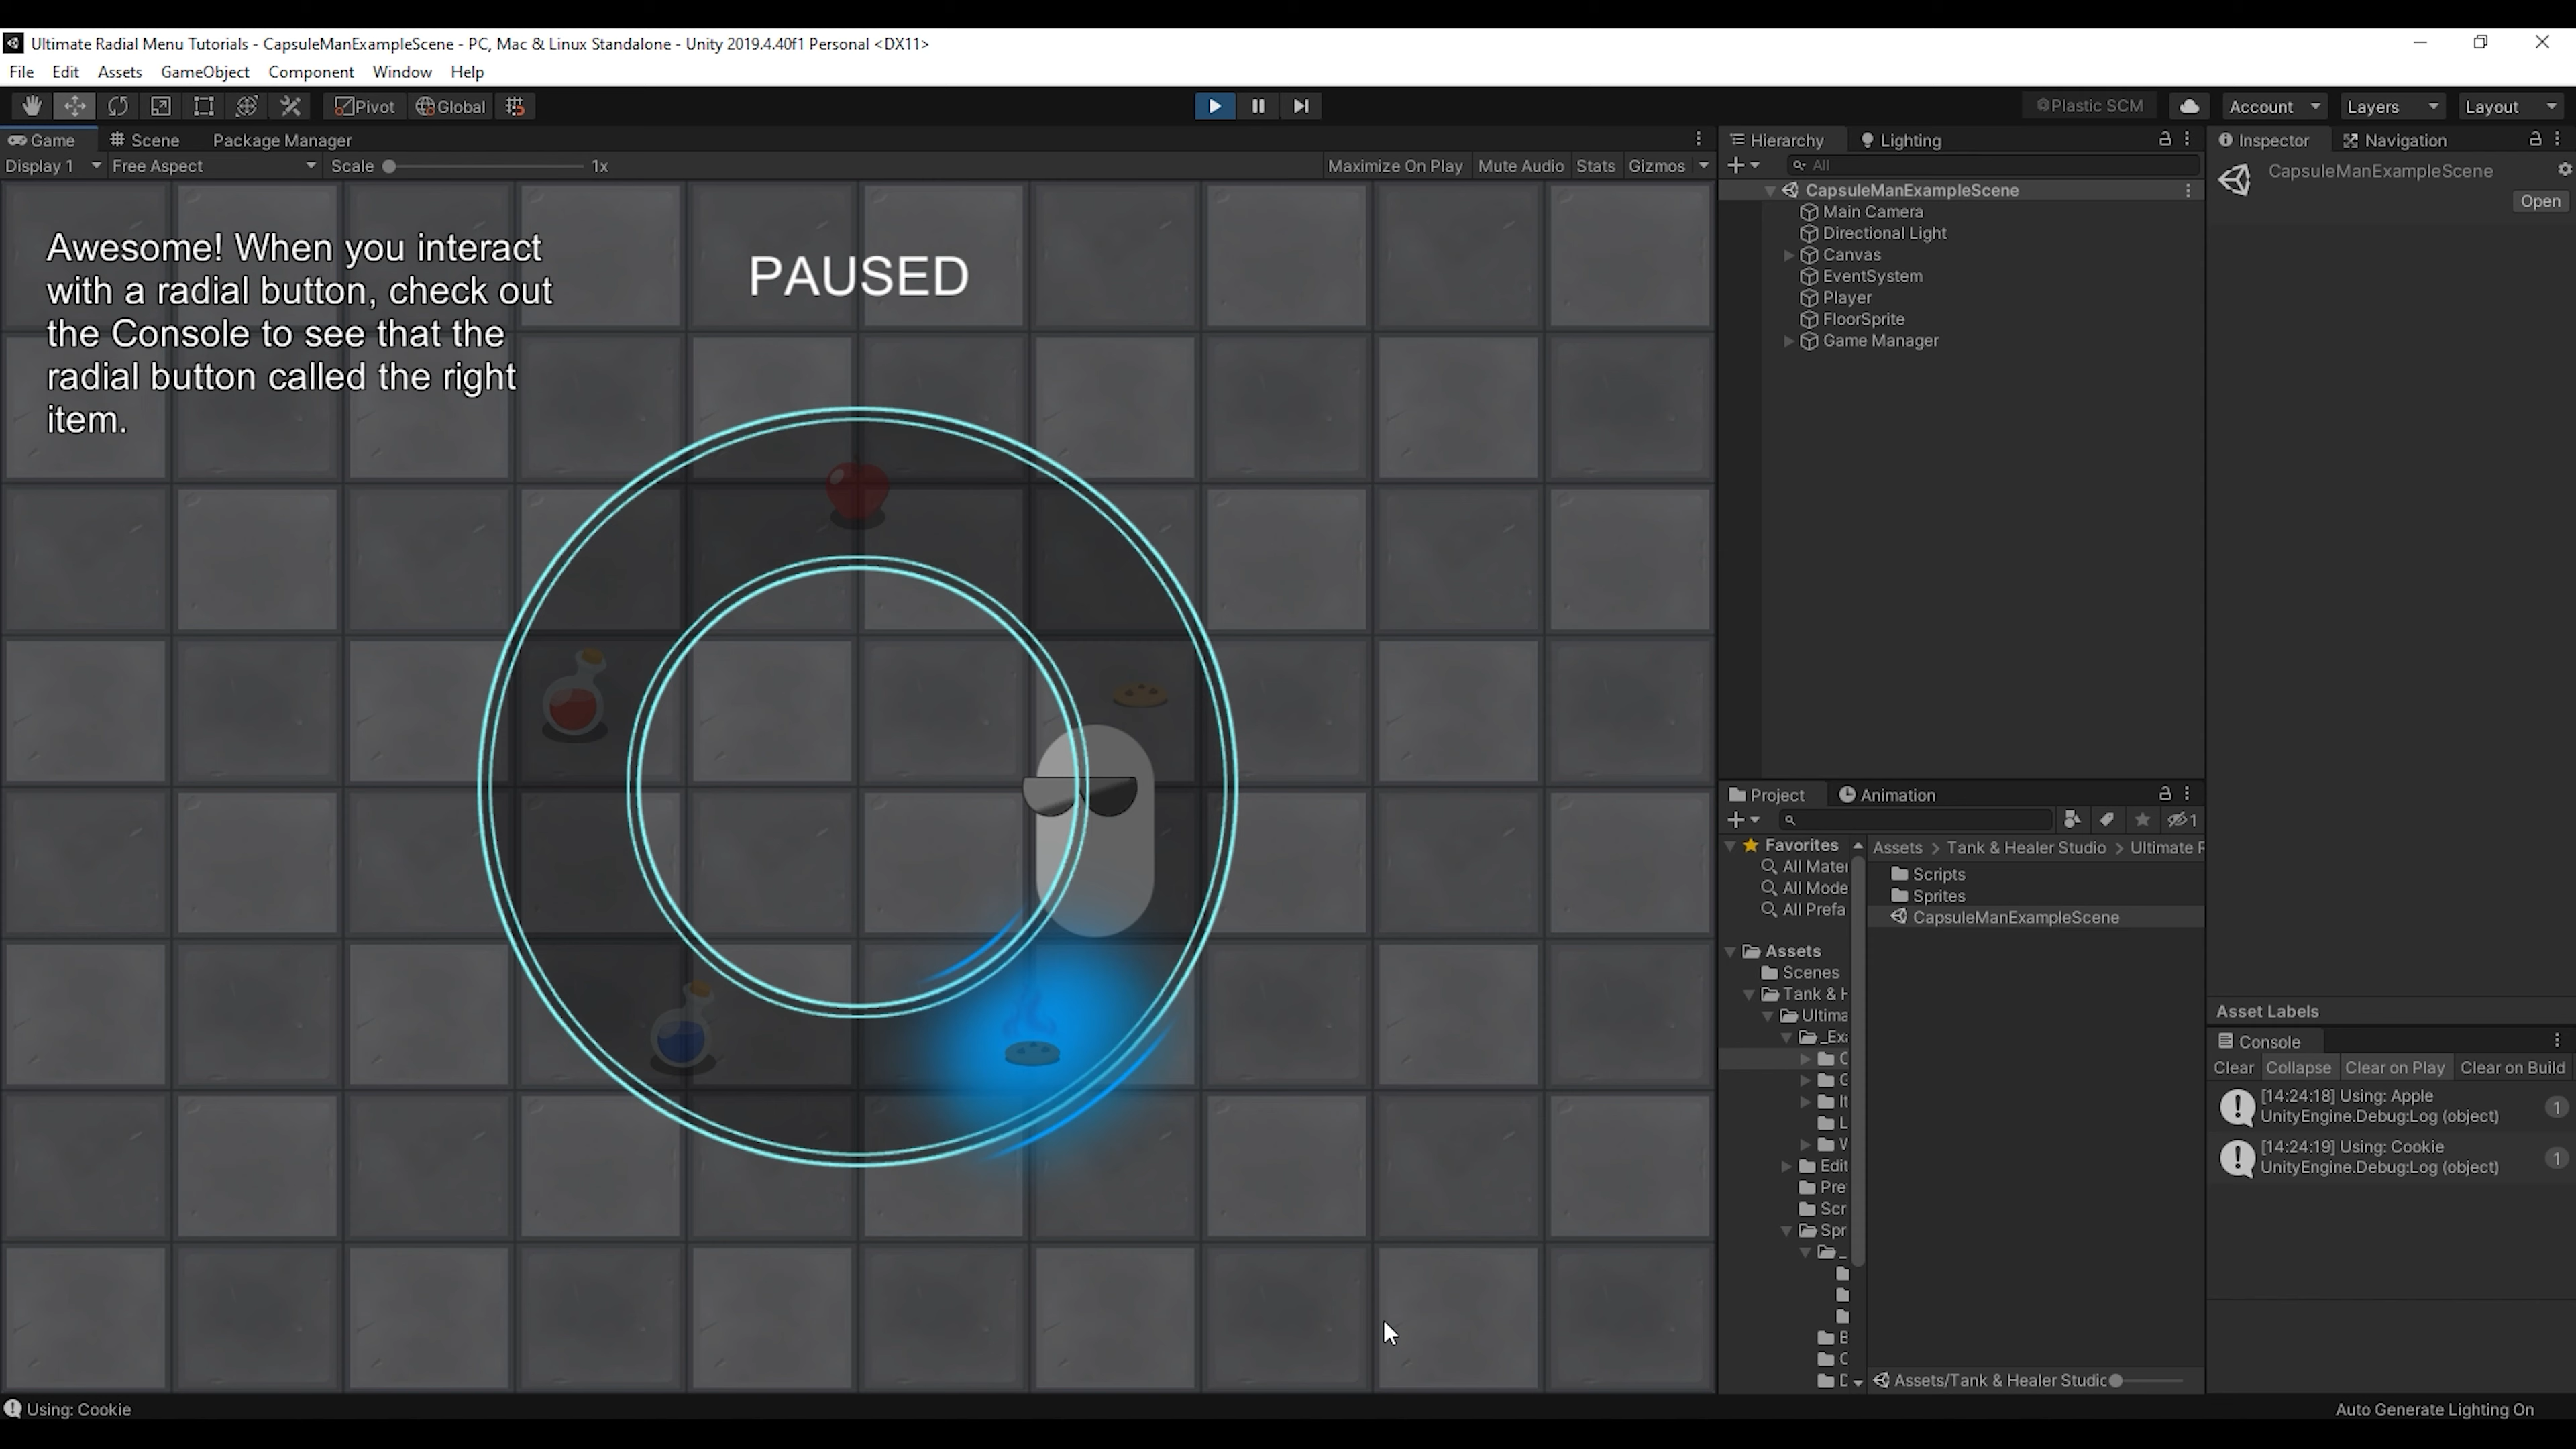 Ultimate Radial Menu Tutorials - CapsuleManExampleScene - PC, Mac & Linux Standalone - Unity 2019.4.40f1 Personal <DX11>
File Edit Assets GameObject Component Window Help
Pivot Global Plastic SCM Account Layers Layout
Game Scene Package Manager
Display 1 Free Aspect Scale 1x Maximize On Play Mute Audio Stats Gizmos
Awesome! When you interact
with a radial button, check out
the Console to see that the
radial button called the right
item.
PAUSED
Hierarchy Lighting
All
CapsuleManExampleScene
Main Camera
Directional Light
Canvas
EventSystem
Player
FloorSprite
Game Manager
Project Animation
1
Favorites
All Mater
All Mode
All Prefa
Assets
Scenes
Tank & H
Ultima
_Exa
C
G
It
L
V
Edit
Pre
Scr
Spr
_
B
C
D
Assets > Tank & Healer Studio > Ultimate R
Scripts
Sprites
CapsuleManExampleScene
Assets/Tank & Healer Studio
Inspector Navigation
CapsuleManExampleScene
Open
Asset Labels
Console
Clear Collapse Clear on Play Clear on Build
[14:24:18] Using: Apple 1
UnityEngine.Debug:Log (object)
[14:24:19] Using: Cookie 1
UnityEngine.Debug:Log (object)
Using: Cookie
Auto Generate Lighting On